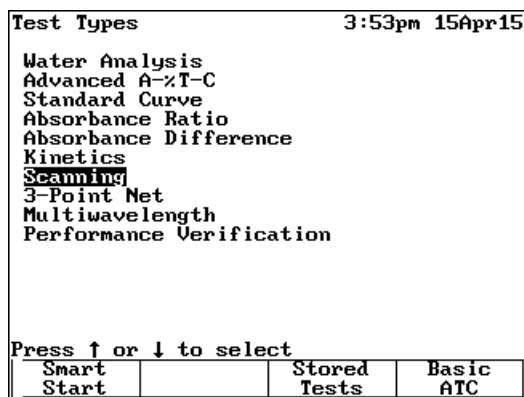 Test Types 3:53pm 15Apr15
Water Analysis
Advanced A-%T-C
Standard Curve
Absorbance Ratio
Absorbance Difference
Kinetics
Scanning
3-Point Net
Multiwavelength
Performance Verification
Press ↑ or ↓ to select
Smart Start
Stored Tests
Basic ATC